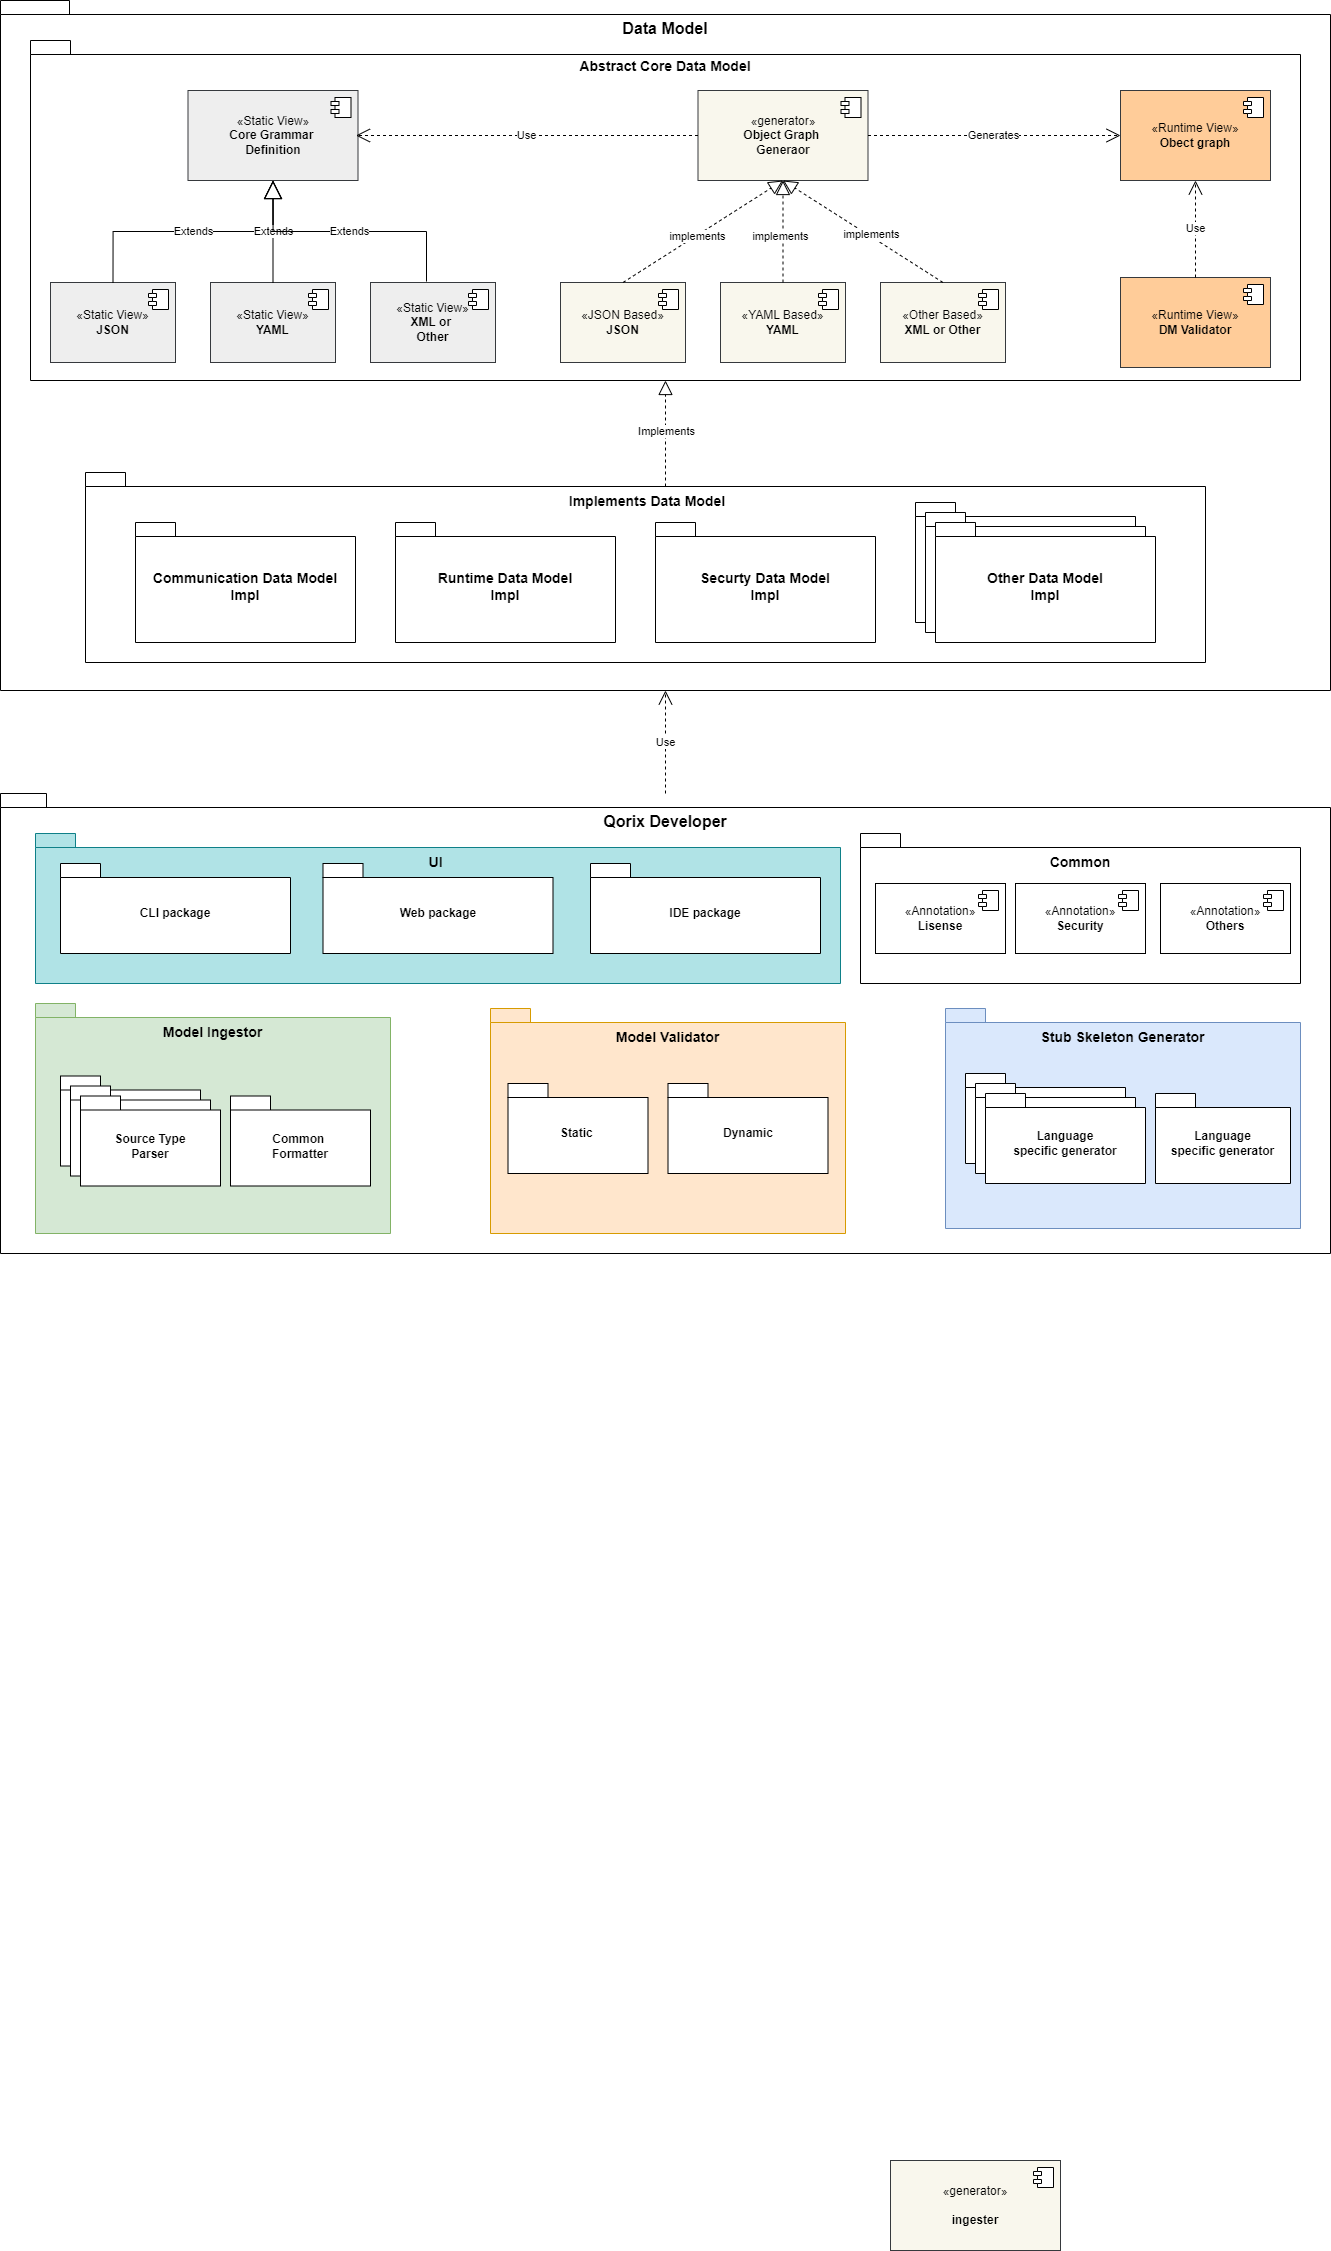 Data Model
Abstract Core Data Model
«Static View»
Core Grammar
Definition
Use
«generator»
Object Graph
Generaor
Generates
«Runtime View»
Obect graph
Extends
Extends
Extends
implements
implements
implements
Use
«Static View»
JSON
«Static View»
YAML
«Static View»
XML or
Other
«JSON Based»
JSON
«YAML Based»
YAML
«Other Based»
XML or Other
«Runtime View»
DM Validator
Implements
Implements Data Model
Communication Data Model
Impl
Runtime Data Model
Impl
Securty Data Model
Impl
Other Data Model
Impl
Use
Qorix Developer
UI
CLI package
Web package
IDE package
Common
«Annotation»
Lisense
«Annotation»
Security
«Annotation»
Others
Model Ingestor
Source Type
Parser
Common
Formatter
Model Validator
Static
Dynamic
Stub Skeleton Generator
Language
specific generator
Language
specific generator
«generator»
ingester